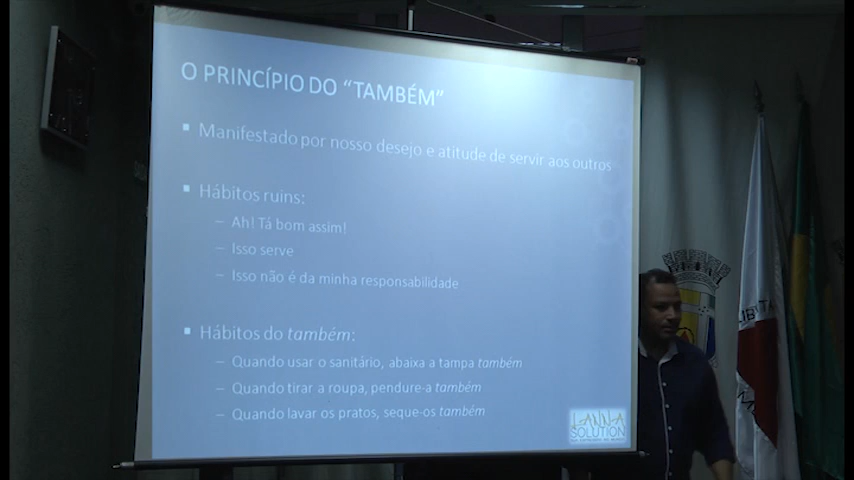 O PRINCÍPIO DO “TAMBÉM”
▪ Manifestado por nosso desejo e atitude de servir aos outros
▪ Hábitos ruins:
– Ah! Tá bom assim!
– Isso serve
– Isso não é da minha responsabilidade
▪ Hábitos do também:
– Quando usar o sanitário, abaixa a tampa também
– Quando tirar a roupa, pendure-a também
– Quando lavar os pratos, seque-os também
LANNA
SOLUTION